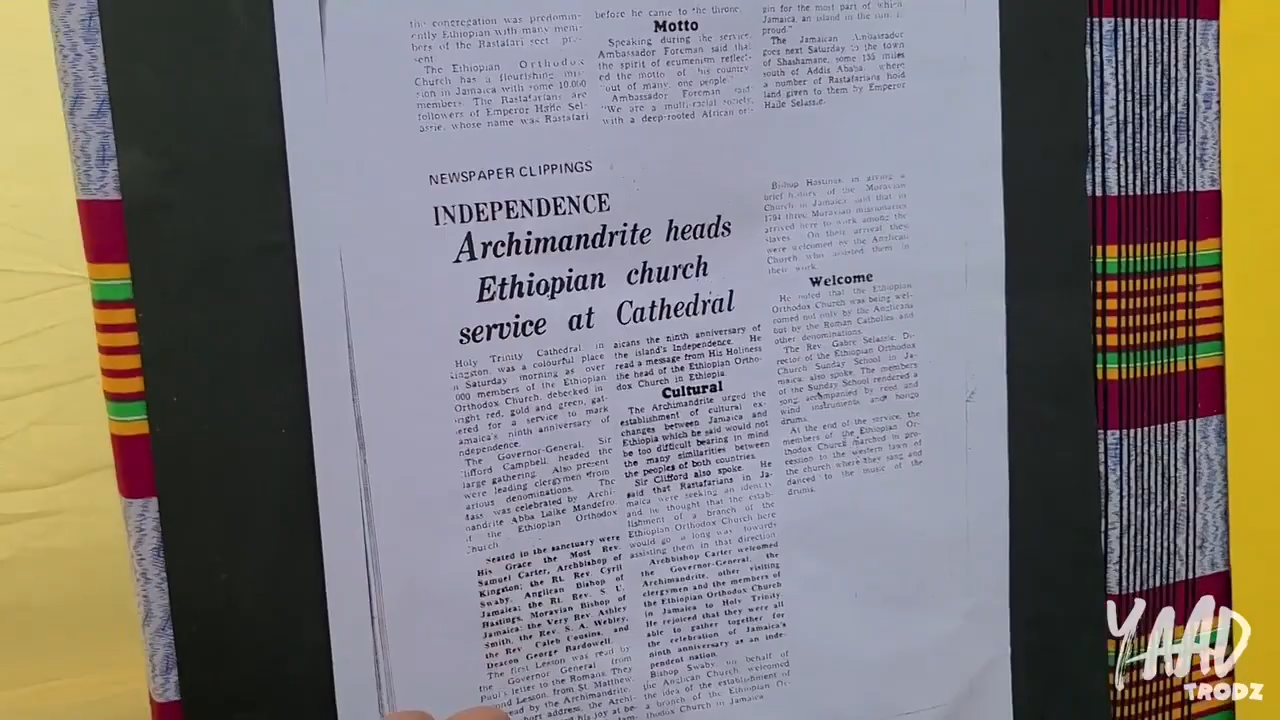 the congregation was predomin-
ntly Ethiopian with many mem-
bers of the Rastafari sect pre-
sent.
The Ethiopian Orthodox
Church has a flourishing mis-
sion in Jamaica with some 10,000
members. The Rastafarians are
followers of Emperor Haile Sel-
assie, whose name was Rastafari
before he came to the throne.
Motto
Speaking during the service
Ambassador Foreman said that
the spirit of ecumenism reflect-
ed the motto of his country
"out of many, one people"
Ambassador Foreman said
"We are a multi-racial society,
with a deep-rooted African or-
gin for the most part of which
Jamaica, an island in the sun, is
proud"
The Jamaican Ambassador
goes next Saturday to the town
of Shashamane, some 155 miles
south of Addis Ababa, where
a number of Rastafarians hold
land given to them by Emperor
Haile Selassie.
NEWSPAPER CLIPPINGS
INDEPENDENCE
Archimandrite heads
Ethiopian church
service at Cathedral
Holy Trinity Cathedral, in
ingston, was a colourful place
n Saturday morning as over
000 members of the Ethiopian
Orthodox Church, debecked in
right red, gold and green, gat-
ered for a service to mark
amaica's ninth anniversary of
ndependence.
The Governor-General, Sir
lifford Campbell, headed the
large gathering. Also present
were leading clergymen from
arious denominations. The
Mass was celebrated by Archi-
mandrite Abba Laike Mandefro,
of the Ethiopian Orthodox
Church.
Seated in the sanctuary were
His Grace the Most Rev.
Samuel Carter, Archbishop of
Kingston; the Rt. Rev. Cyril
Swaby, Anglican Bishop of
Jamaica; the Rt. Rev. S. U.
Hastings, Moravian Bishop of
Jamaica; the Very Rev. Ashley
Smith, the Rev. S. A. Webley,
the Rev. Caleb Cousins, and
Deacon George Bardowell.
The first Lesson was read by
the Governor General, from
Paul's letter to the Romans. They
ond Lesson, from St. Matthew,
read by the Archimandrite.
hort address, the Archi-
his joy at be-
aicans the ninth anniversary of
the island's Independence. He
read a message from His Holiness
the head of the Ethiopian Ortho-
dox Church in Ethiopia.
Cultural
The Archimandrite urged the
establishment of cultural ex-
changes between Jamaica and
Ethiopia which he said would not
be too difficult bearing in mind
the many similarities between
the peoples of both countries.
Sir Clifford also spoke. He
said that Rastafarians in Ja-
maica were seeking an identity
and he thought that the estab-
lishment of a branch of the
Ethiopian Orthodox Church here
would go a long way towards
assisting them in that direction
Archbishop Carter welcomed
the Governor-General, the
Archimandrite, other visiting
clergymen and the members of
the Ethiopian Orthodox Church
in Jamaica to Holy Trinity.
He rejoiced that they were all
able to gather together for
the celebration of Jamaica's
ninth anniversary as an inde-
pendent nation.
Bishop Swaby, on behalf of
the Anglican Church welcomed
the idea of the establishment of
a branch of the Ethiopian Or-
thodox Church in Jamaica.
Bishop Hastings, in giving a
brief history of the Moravian
Church in Jamaica, said that in
1754 three Moravian missionaries
arrived here to work among the
slaves. On their arrival they
were welcomed by the Anglican
Church who assisted them in
their work.
Welcome
He noted that the Ethiopian
Orthodox Church was being wel-
comed not only by the Anglicans
but by the Roman Catholics and
other denominations.
The Rev. Gabre Selassie, Di-
rector of the Ethiopian Orthodox
Church Sunday School in Ja-
maica, also spoke. The members
of the Sunday School rendered a
song accompanied by reed and
wind instruments and bongo
drums.
At the end of the service, the
members of the Ethiopian Or-
thodox Church marched in pro-
cession to the western lawn of
the church where they sang and
danced to the music of the
drums.
YAAD
TRODZ